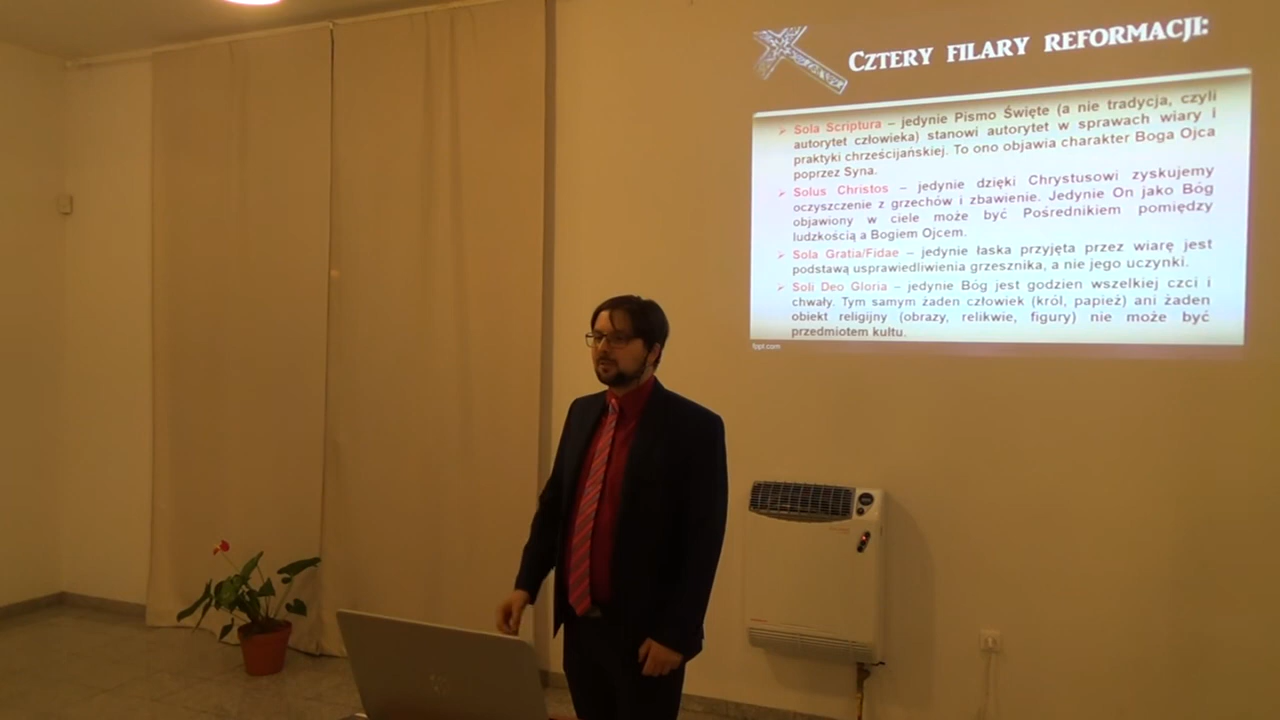 CZTERY FILARY REFORMACJI:
➢ Sola Scriptura – jedynie Pismo Święte (a nie tradycja, czyli
autorytet człowieka) stanowi autorytet w sprawach wiary i
praktyki chrześcijańskiej. To ono objawia charakter Boga Ojca
poprzez Syna.
➢ Solus Christos – jedynie dzięki Chrystusowi zyskujemy
oczyszczenie z grzechów i zbawienie. Jedynie On jako Bóg
objawiony w ciele może być Pośrednikiem pomiędzy
ludzkością a Bogiem Ojcem.
➢ Sola Gratia/Fidae – jedynie łaska przyjęta przez wiarę jest
podstawą usprawiedliwienia grzesznika, a nie jego uczynki.
➢ Soli Deo Gloria – jedynie Bóg jest godzien wszelkiej czci i
chwały. Tym samym żaden człowiek (król, papież) ani żaden
obiekt religijny (obrazy, relikwie, figury) nie może być
przedmiotem kultu.
fppt.com